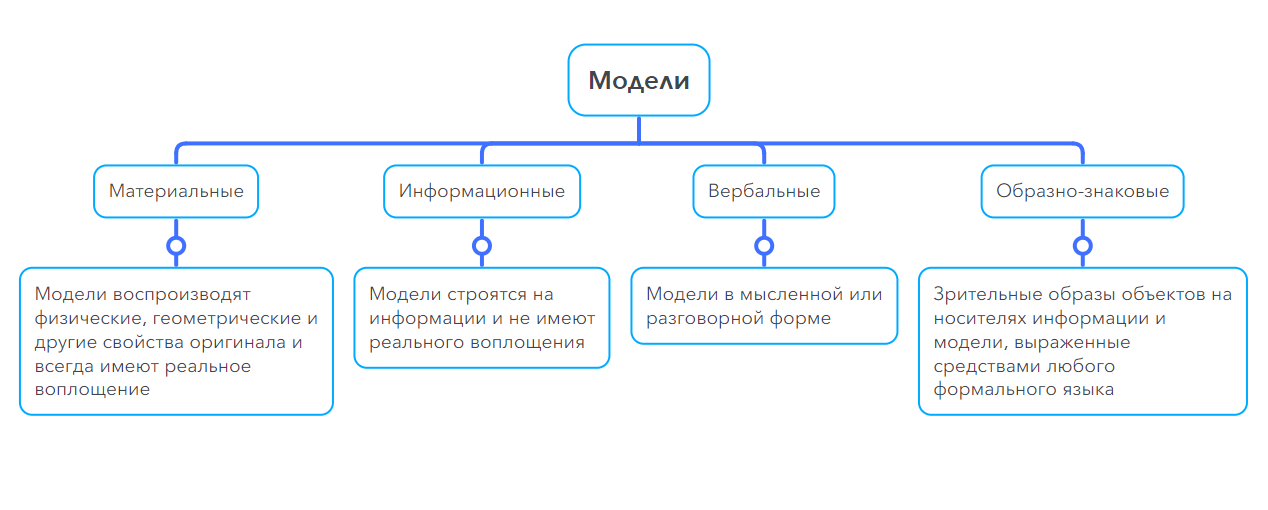 Модели
Материальные
Информационные
Вербальные
Образно-знаковые
Модели воспроизводят
физические, геометрические и
другие свойства оригинала и
всегда имеют реальное
воплощение
Модели строятся на
информации и не имеют
реального воплощения
Модели в мысленной или
разговорной форме
Зрительные образы объектов на
носителях информации и
модели, выраженные
средствами любого
формального языка